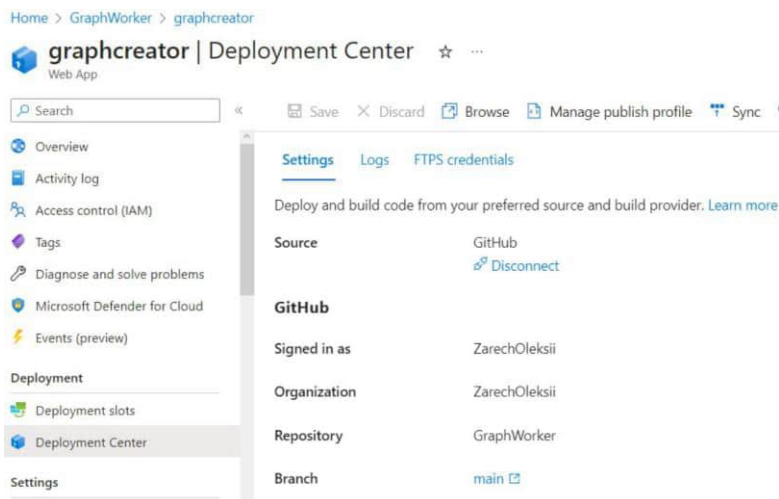 Home > GraphWorker > graphcreator
graphcreator | Deployment Center
Web App
Search
Save Discard Browse Manage publish profile Sync
Overview
Activity log
Access control (IAM)
Tags
Diagnose and solve problems
Microsoft Defender for Cloud
Events (preview)
Deployment
Deployment slots
Deployment Center
Settings
Settings Logs FTPS credentials
Deploy and build code from your preferred source and build provider. Learn more
Source GitHub
Disconnect
GitHub
Signed in as ZarechOleksii
Organization ZarechOleksii
Repository GraphWorker
Branch main